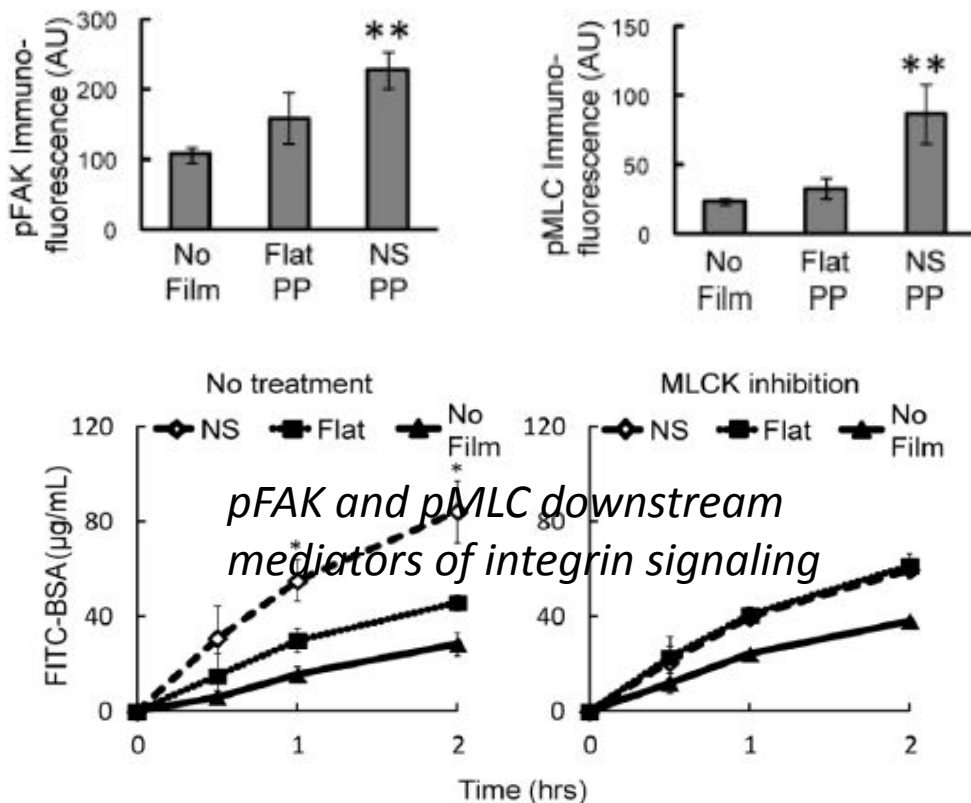 pFAK Immuno-
fluorescence (AU)
300
200
100
0
**
No
Film
Flat
PP
NS
PP
pMLC Immuno-
fluorescence (AU)
150
100
50
0
**
No
Film
Flat
PP
NS
PP
No treatment
NS
Flat
No
Film
FITC-BSA (µg/mL)
120
80
40
0
*
*
0
1
2
MLCK inhibition
NS
Flat
No
Film
120
80
40
0
0
1
2
pFAK and pMLC downstream
mediators of integrin signaling
Time (hrs)